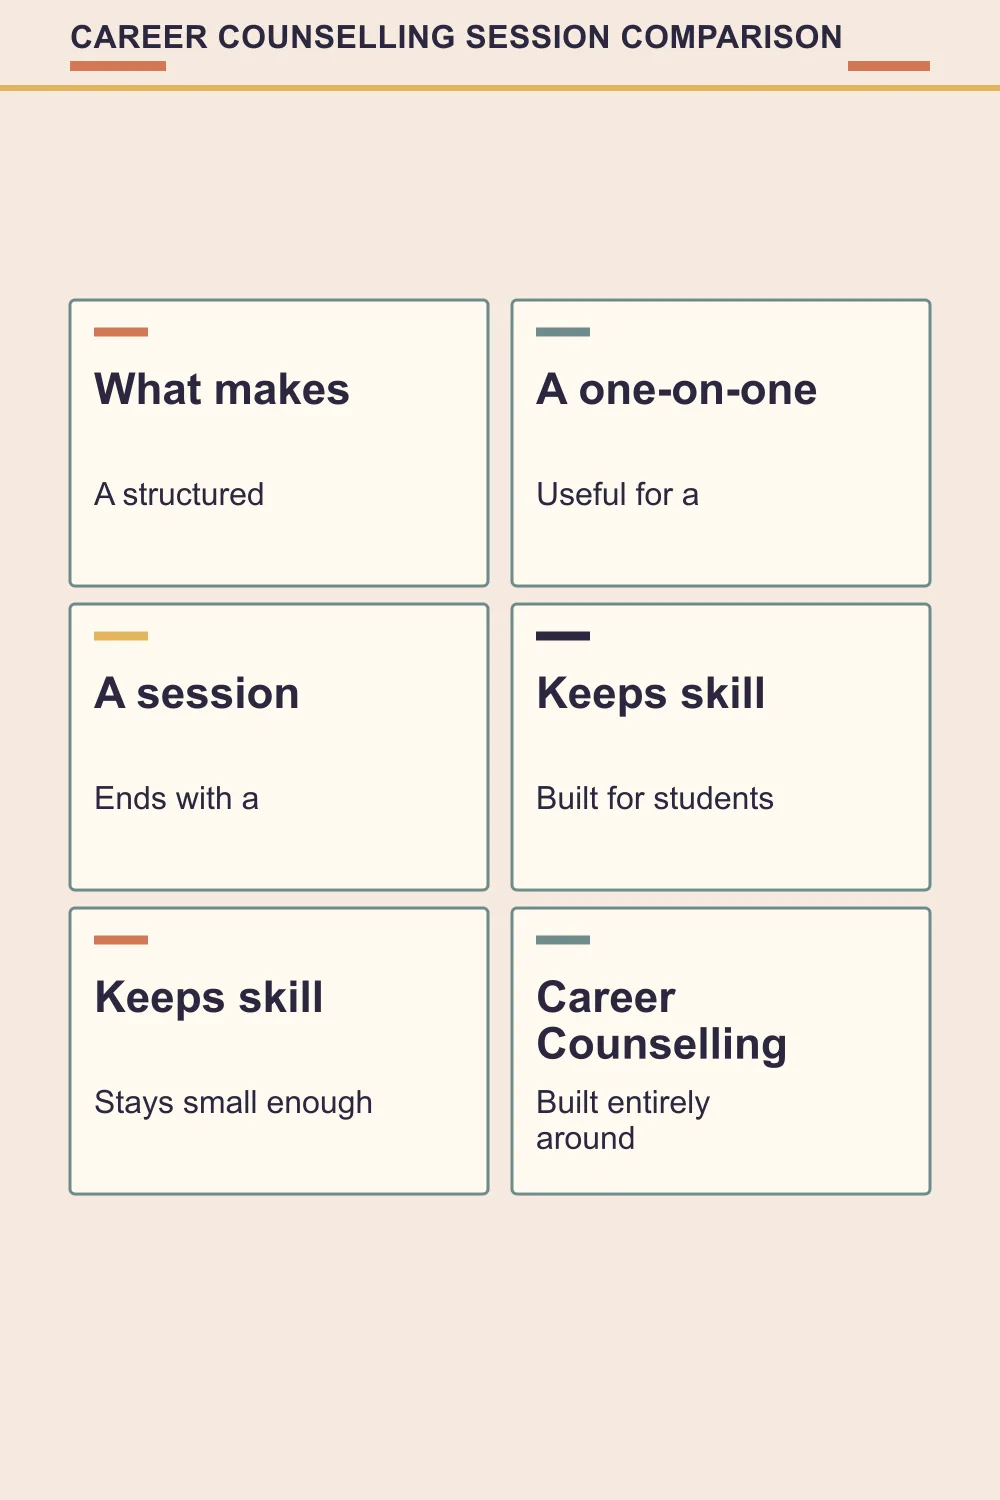 CAREER COUNSELLING SESSION COMPARISON
What makes
A structured
A one-on-one
Useful for a
A session
Ends with a
Keeps skill
Built for students
Keeps skill
Stays small enough
Career
Counselling
Built entirely
around